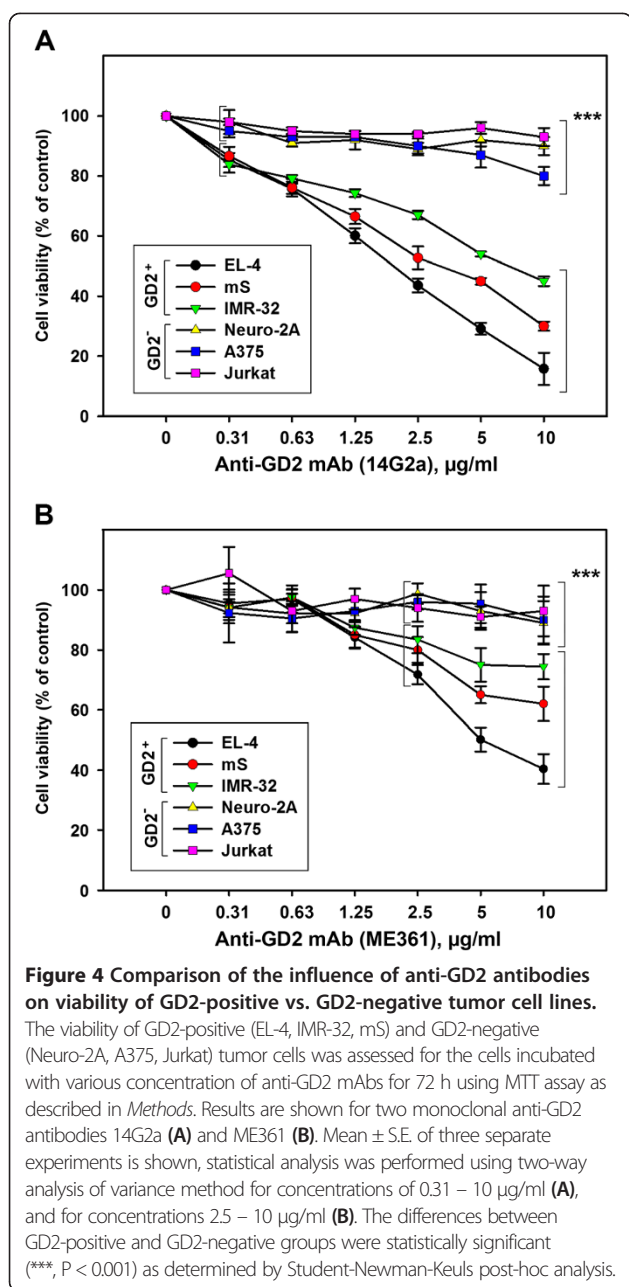 A
Cell viability (% of control)
100
80
60
40
20
0
***
GD2+
GD2-
EL-4
mS
IMR-32
Neuro-2A
A375
Jurkat
0 0.31 0.63 1.25 2.5 5 10
Anti-GD2 mAb (14G2a), µg/ml
B
Cell viability (% of control)
100
80
60
40
20
0
***
GD2+
GD2-
EL-4
mS
IMR-32
Neuro-2A
A375
Jurkat
0 0.31 0.63 1.25 2.5 5 10
Anti-GD2 mAb (ME361), µg/ml
Figure 4 Comparison of the influence of anti-GD2 antibodies
on viability of GD2-positive vs. GD2-negative tumor cell lines.
The viability of GD2-positive (EL-4, IMR-32, mS) and GD2-negative
(Neuro-2A, A375, Jurkat) tumor cells was assessed for the cells incubated
with various concentration of anti-GD2 mAbs for 72 h using MTT assay as
described in Methods. Results are shown for two monoclonal anti-GD2
antibodies 14G2a (A) and ME361 (B). Mean ± S.E. of three separate
experiments is shown, statistical analysis was performed using two-way
analysis of variance method for concentrations of 0.31 – 10 µg/ml (A),
and for concentrations 2.5 – 10 µg/ml (B). The differences between
GD2-positive and GD2-negative groups were statistically significant
(***, P < 0.001) as determined by Student-Newman-Keuls post-hoc analysis.